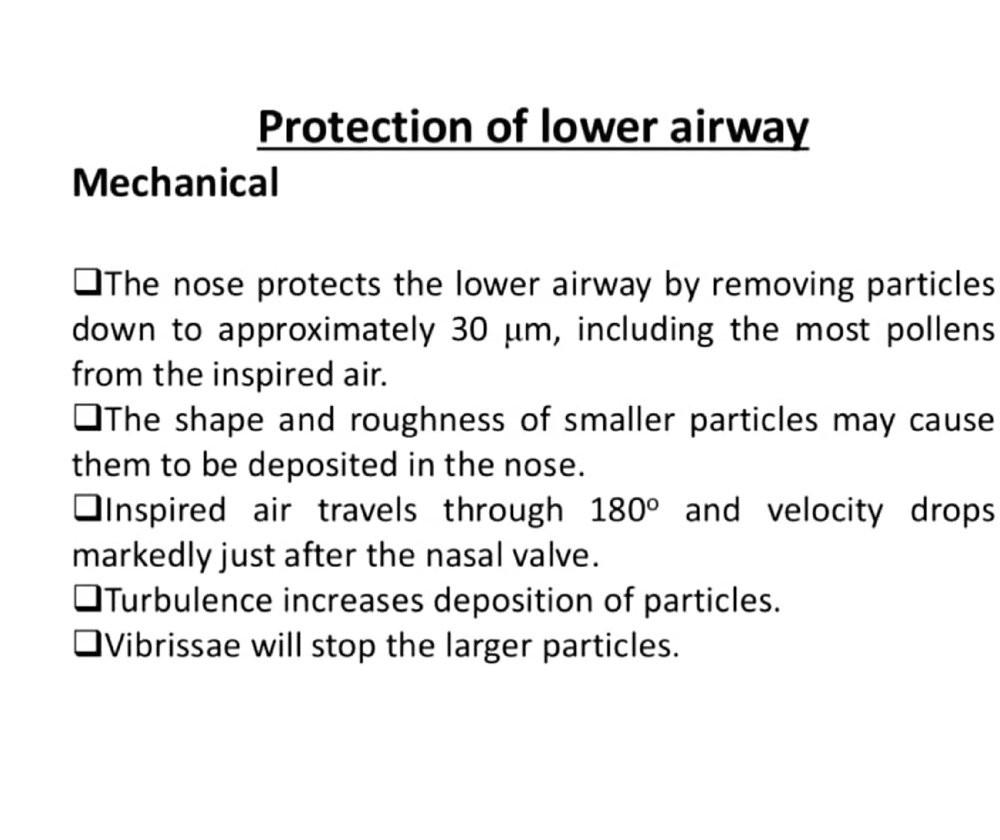 Protection of lower airway
Mechanical
❑The nose protects the lower airway by removing particles
down to approximately 30 μm, including the most pollens
from the inspired air.
❑The shape and roughness of smaller particles may cause
them to be deposited in the nose.
❑Inspired air travels through 180º and velocity drops
markedly just after the nasal valve.
❑Turbulence increases deposition of particles.
❑Vibrissae will stop the larger particles.